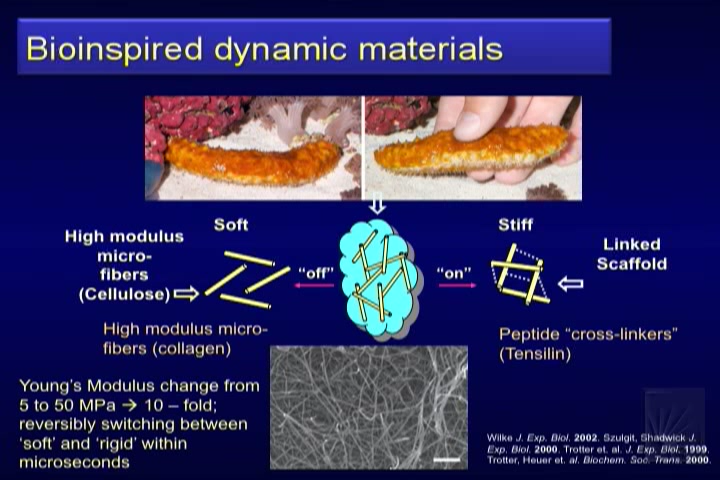 Bioinspired dynamic materials
Soft
Stiff
High modulus
micro-
fibers
(Cellulose)
"off"
"on"
Linked
Scaffold
High modulus micro-
fibers (collagen)
Peptide "cross-linkers"
(Tensilin)
Young's Modulus change from
5 to 50 MPa → 10 – fold;
reversibly switching between
'soft' and 'rigid' within
microseconds
Wilke J. Exp. Biol. 2002. Szulgit, Shadwick J.
Exp. Biol. 2000. Trotter et. al. J. Exp. Biol. 1999.
Trotter, Heuer et. al. Biochem. Soc. Trans. 2000.